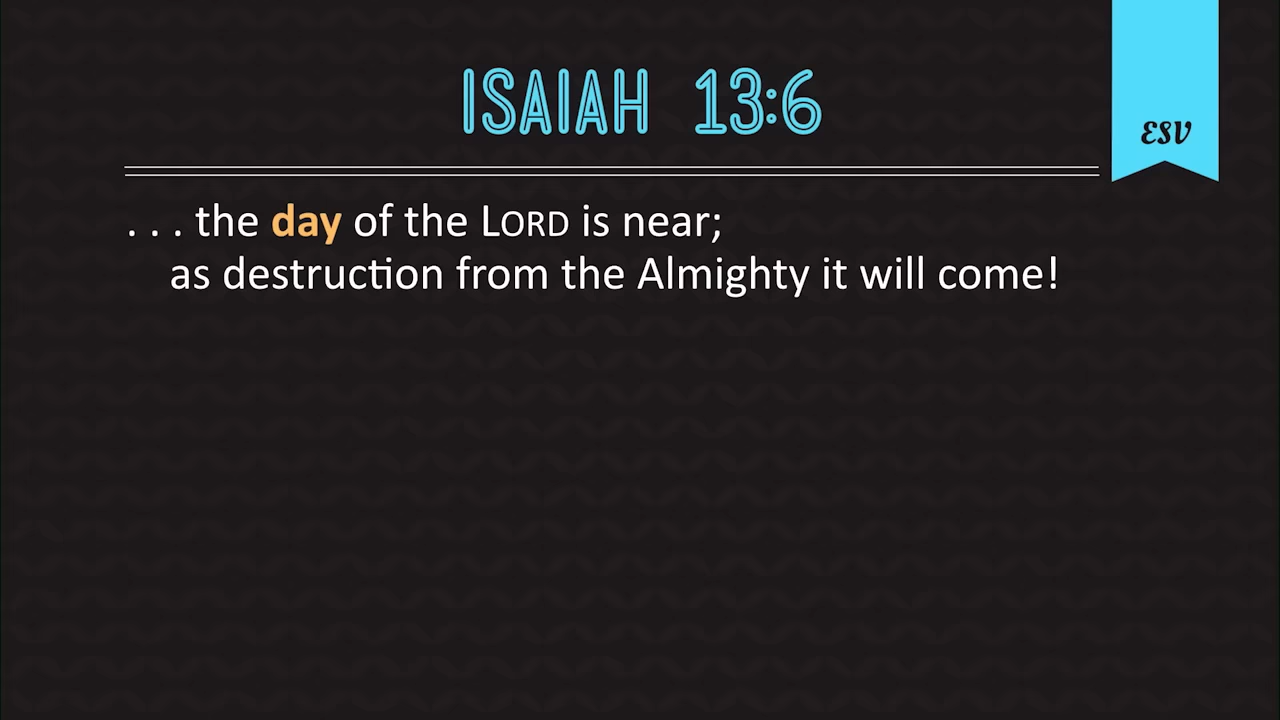 ISAIAH 13:6
ESV
. . . the day of the LORD is near;
as destruction from the Almighty it will come!